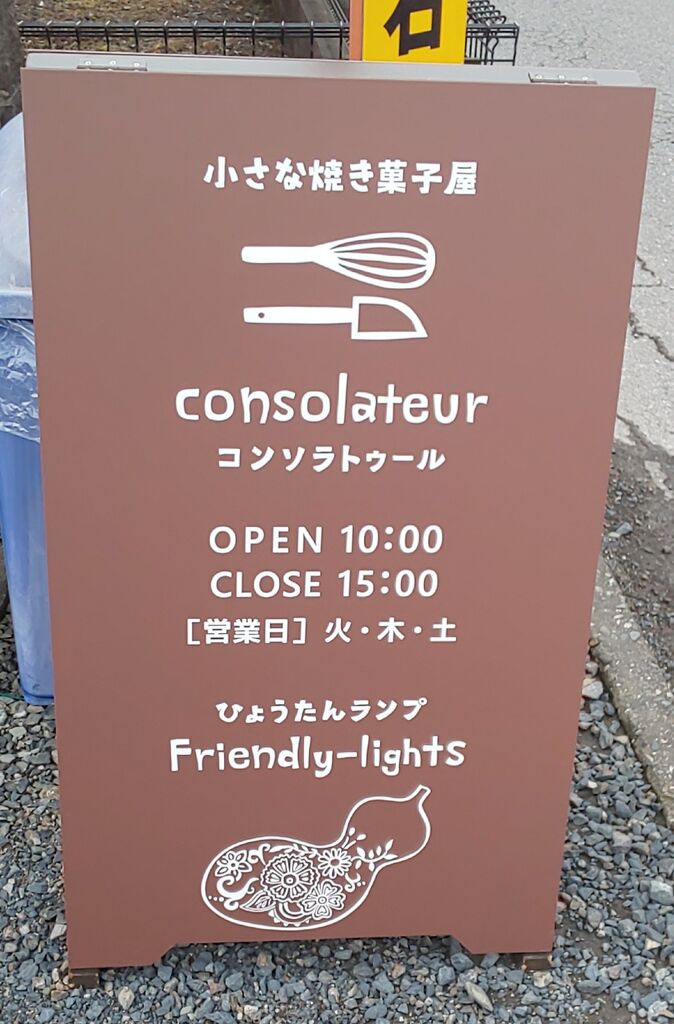 石
小さな焼き菓子屋
consolateur
コンソラトゥール
OPEN 10:00
CLOSE 15:00
［営業日］火・木・土
ひょうたんランプ
Friendly-lights